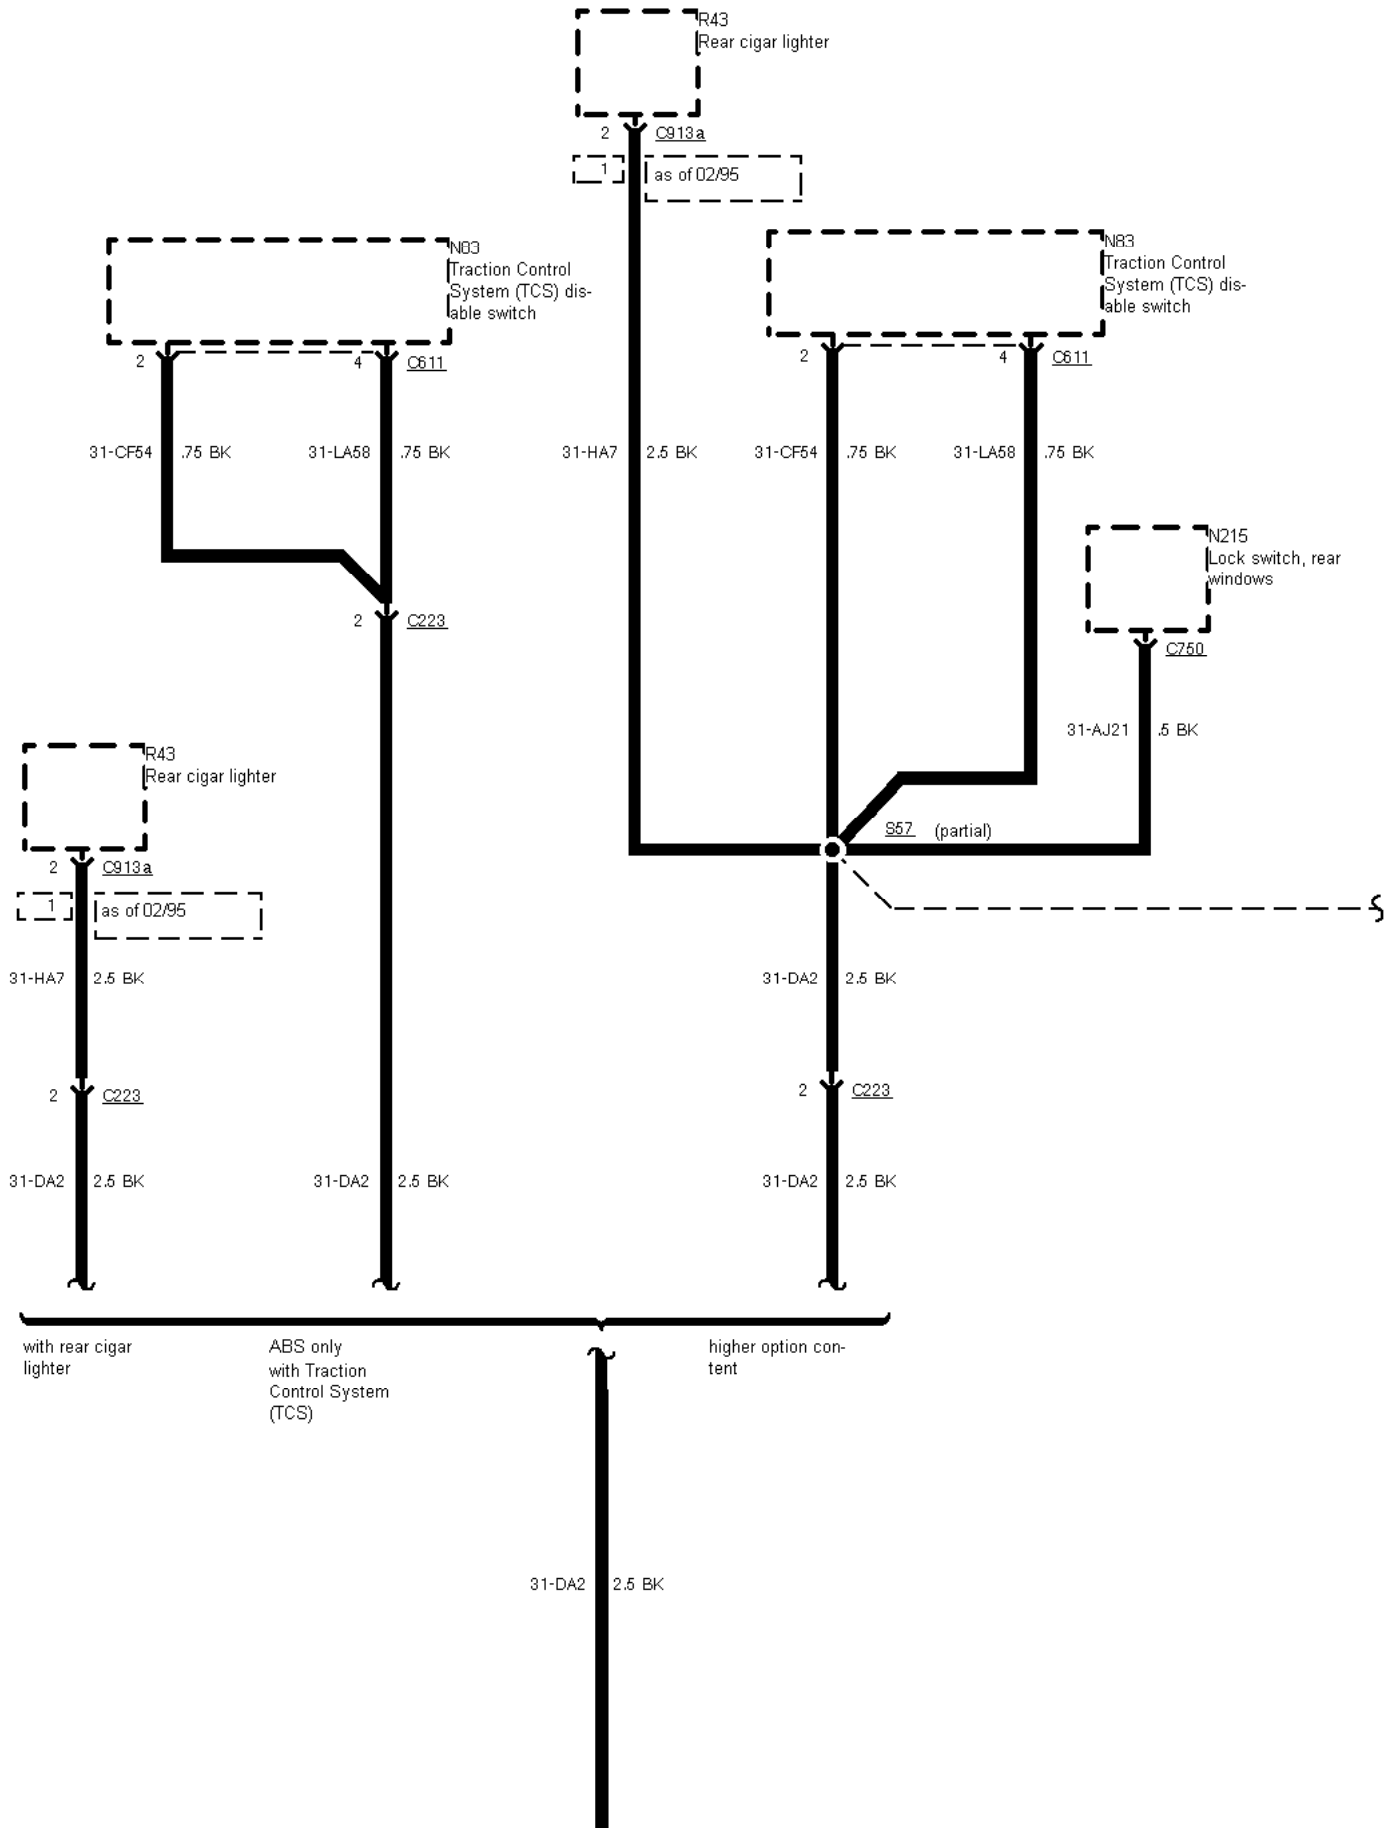 R43
Rear cigar lighter
2 C913a
1 as of 02/95
N83
Traction Control
System (TCS) dis-
able switch
2 4 C611
N83
Traction Control
System (TCS) dis-
able switch
2 4 C611
31-CF54 .75 BK
31-LA58 .75 BK
31-HA7 2.5 BK
31-CF54 .75 BK
31-LA58 .75 BK
N215
Lock switch, rear
windows
C750
2 C223
31-AJ21 .5 BK
R43
Rear cigar lighter
2 C913a
1 as of 02/95
S57 (partial)
31-HA7 2.5 BK
31-DA2 2.5 BK
2 C223
2 C223
31-DA2 2.5 BK
31-DA2 2.5 BK
31-DA2 2.5 BK
with rear cigar
lighter
ABS only
with Traction
Control System
(TCS)
higher option con-
tent
31-DA2 2.5 BK